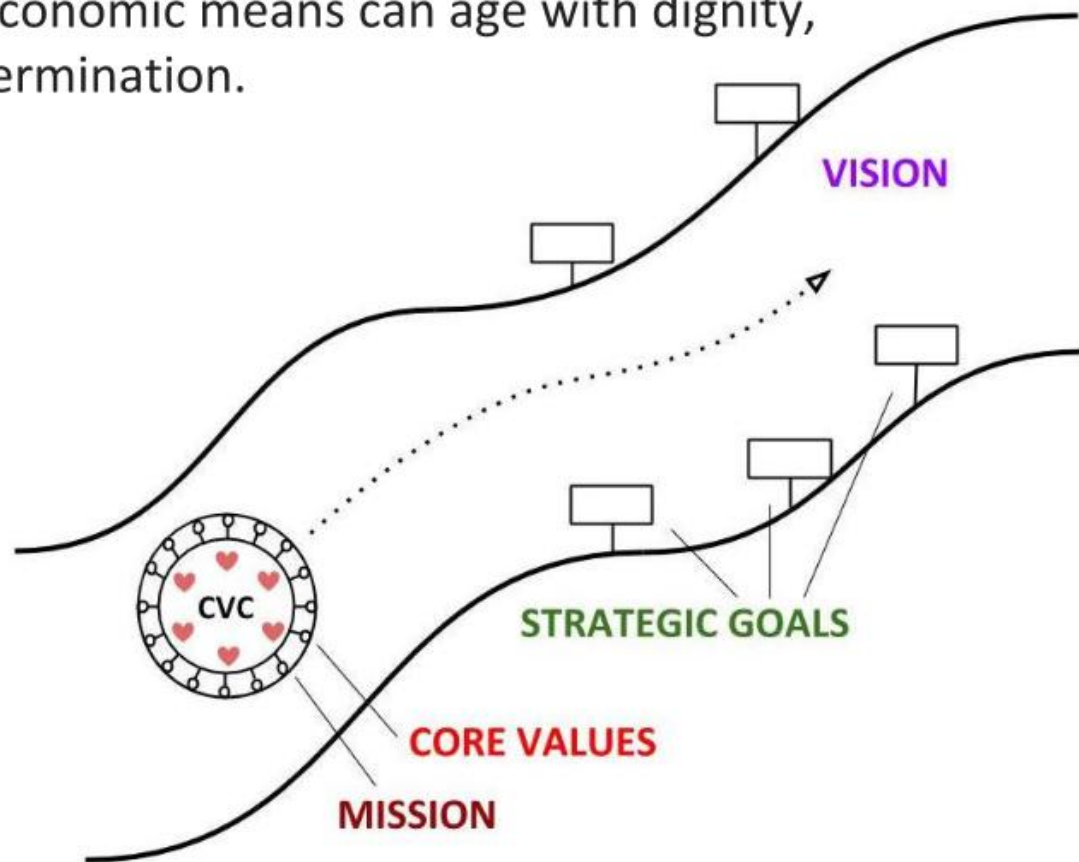 conomic means can age with dignity,
ermination.
VISION
CVC
STRATEGIC GOALS
CORE VALUES
MISSION